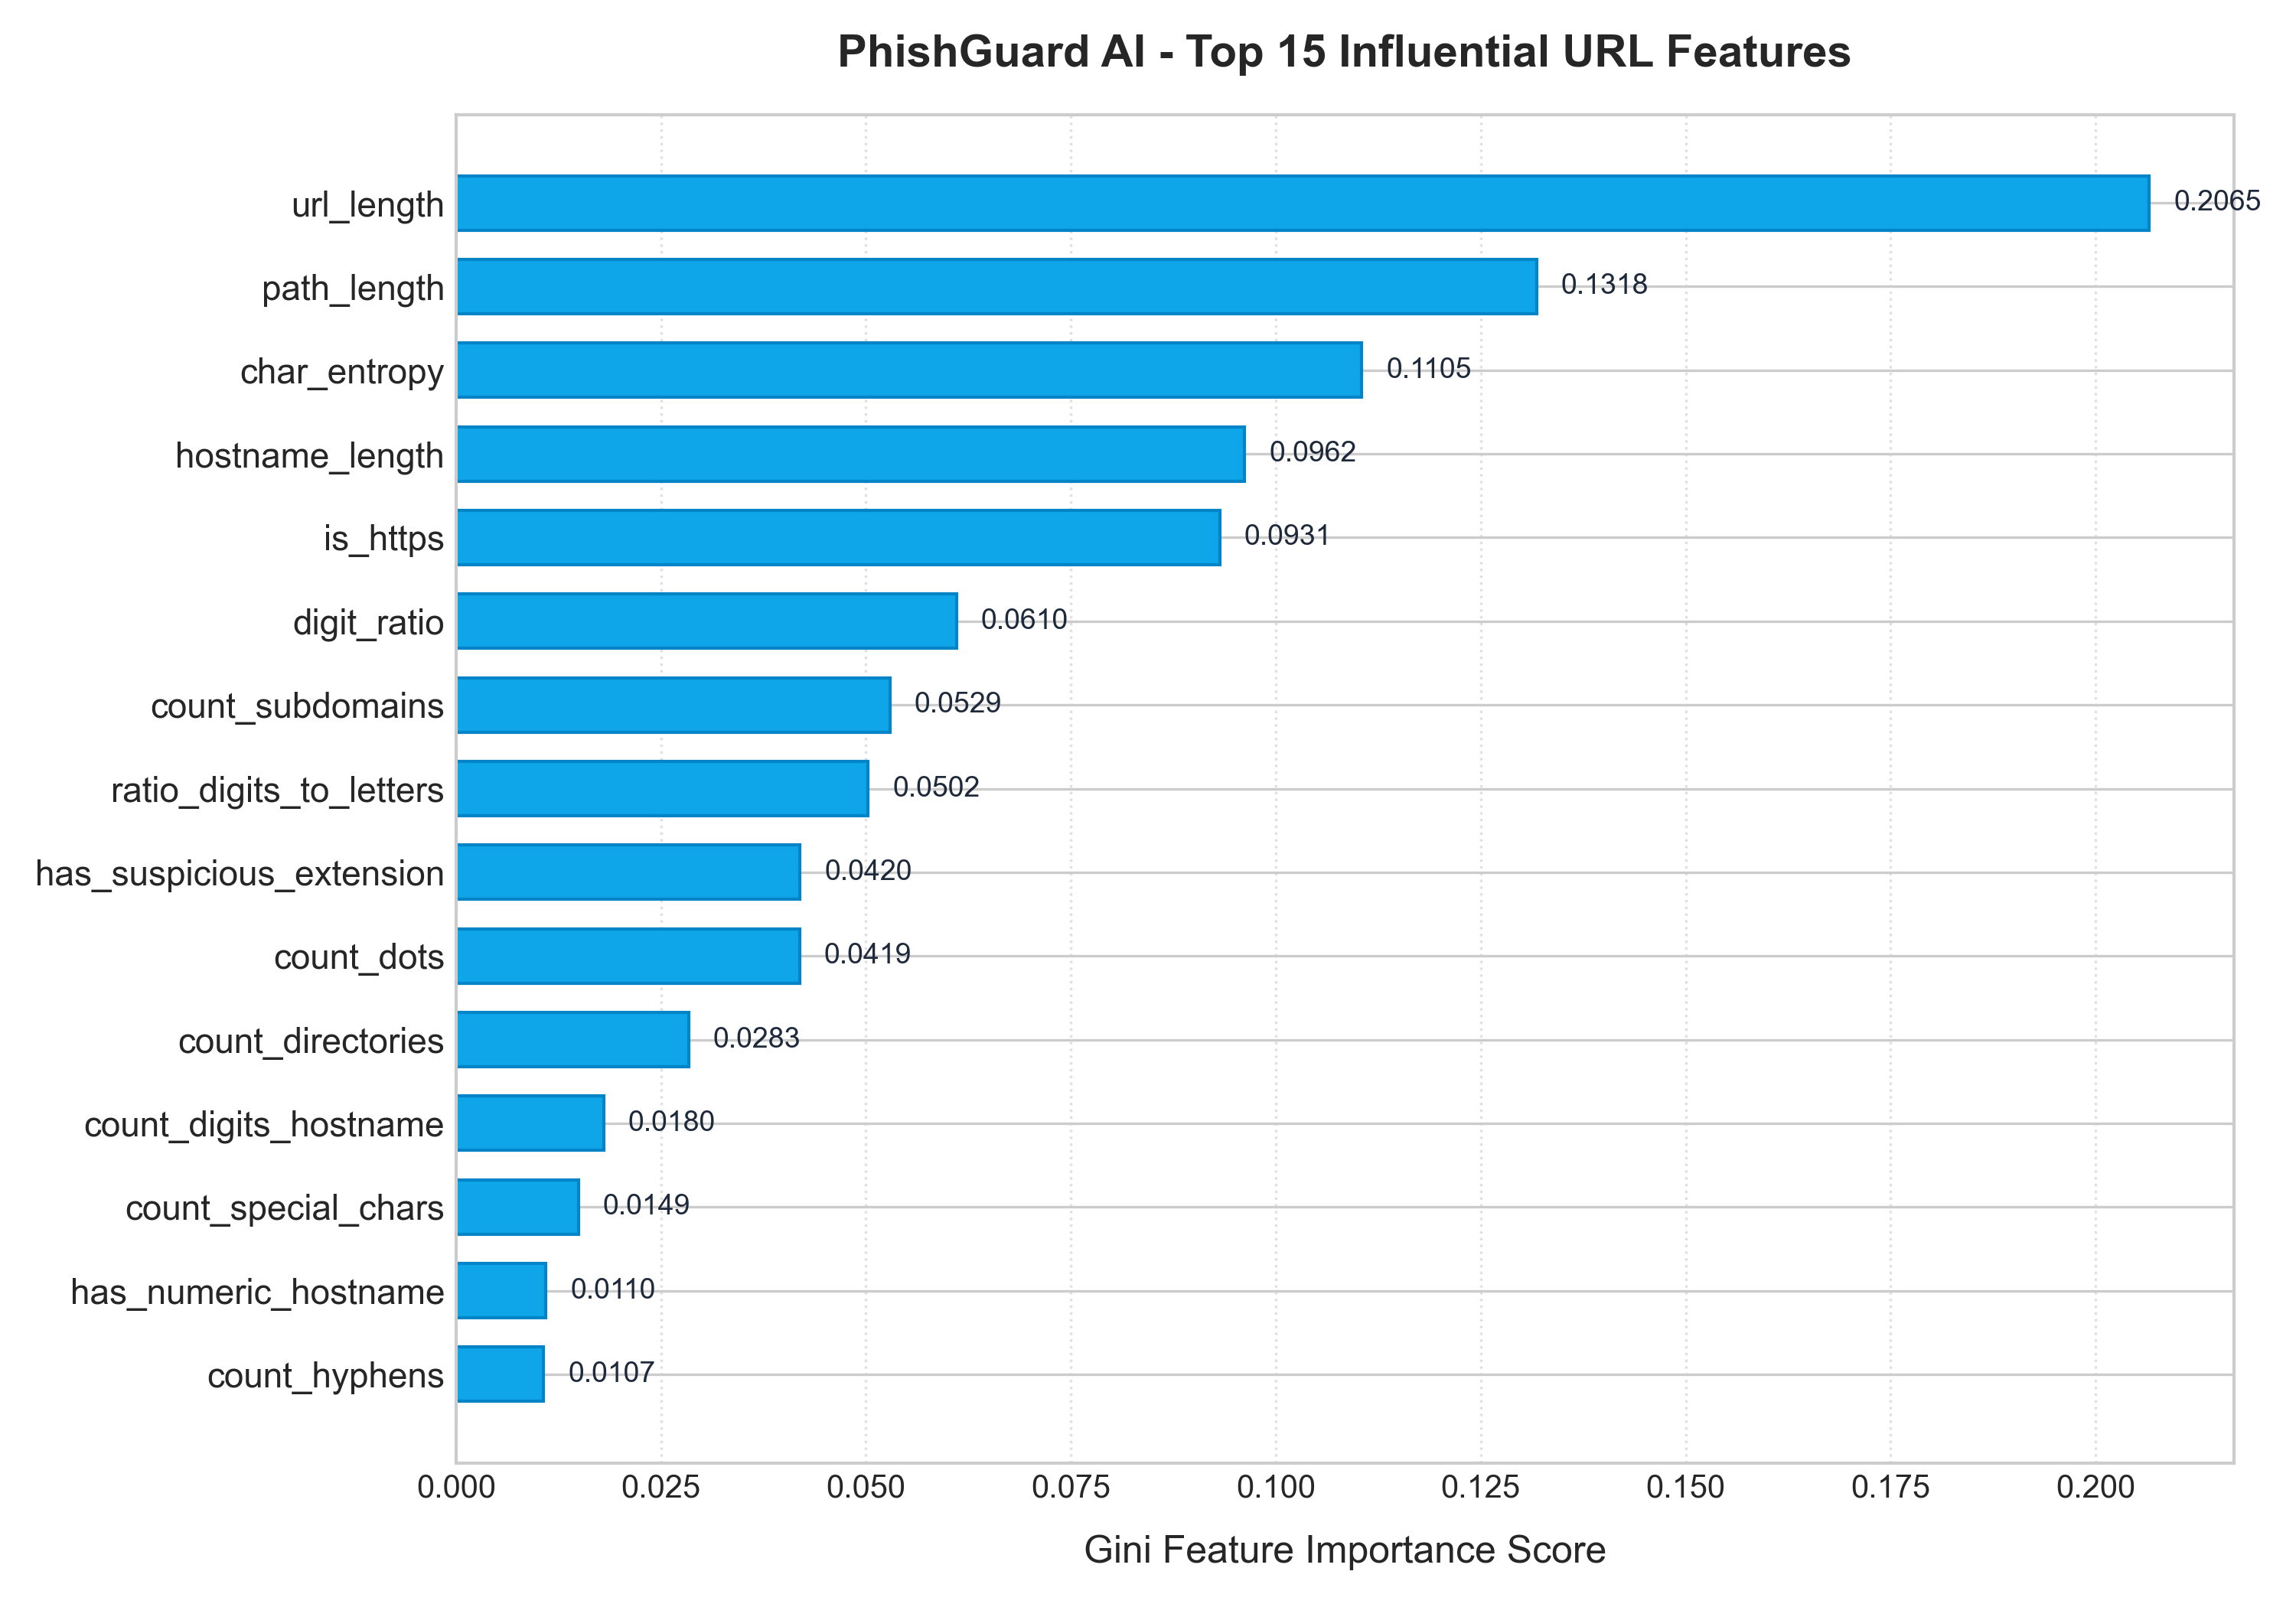 PhishGuard AI - Top 15 Influential URL Features
url_length 0.2065
path_length 0.1318
char_entropy 0.1105
hostname_length 0.0962
is_https 0.0931
digit_ratio 0.0610
count_subdomains 0.0529
ratio_digits_to_letters 0.0502
has_suspicious_extension 0.0420
count_dots 0.0419
count_directories 0.0283
count_digits_hostname 0.0180
count_special_chars 0.0149
has_numeric_hostname 0.0110
count_hyphens 0.0107
0.000 0.025 0.050 0.075 0.100 0.125 0.150 0.175 0.200
Gini Feature Importance Score